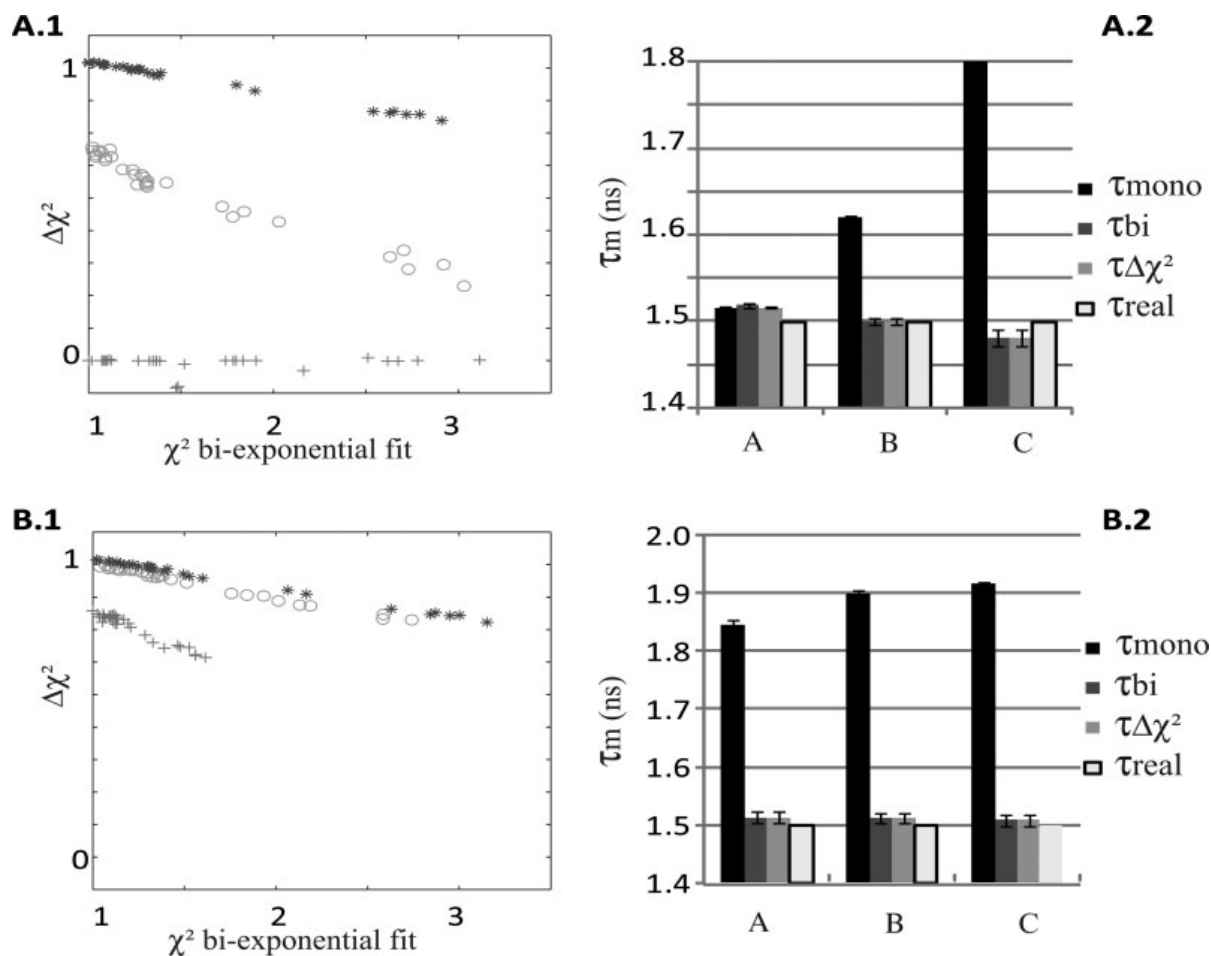 A.1
1
0
Δχ²
1
2
3
χ² bi-exponential fit
A.2
1.8
1.7
1.6
1.5
1.4
τm (ns)
A
B
C
τmono
τbi
τΔχ²
τreal
B.1
1
0
Δχ²
1
2
3
χ² bi-exponential fit
B.2
2.0
1.9
1.8
1.7
1.6
1.5
1.4
τm (ns)
A
B
C
τmono
τbi
τΔχ²
τreal